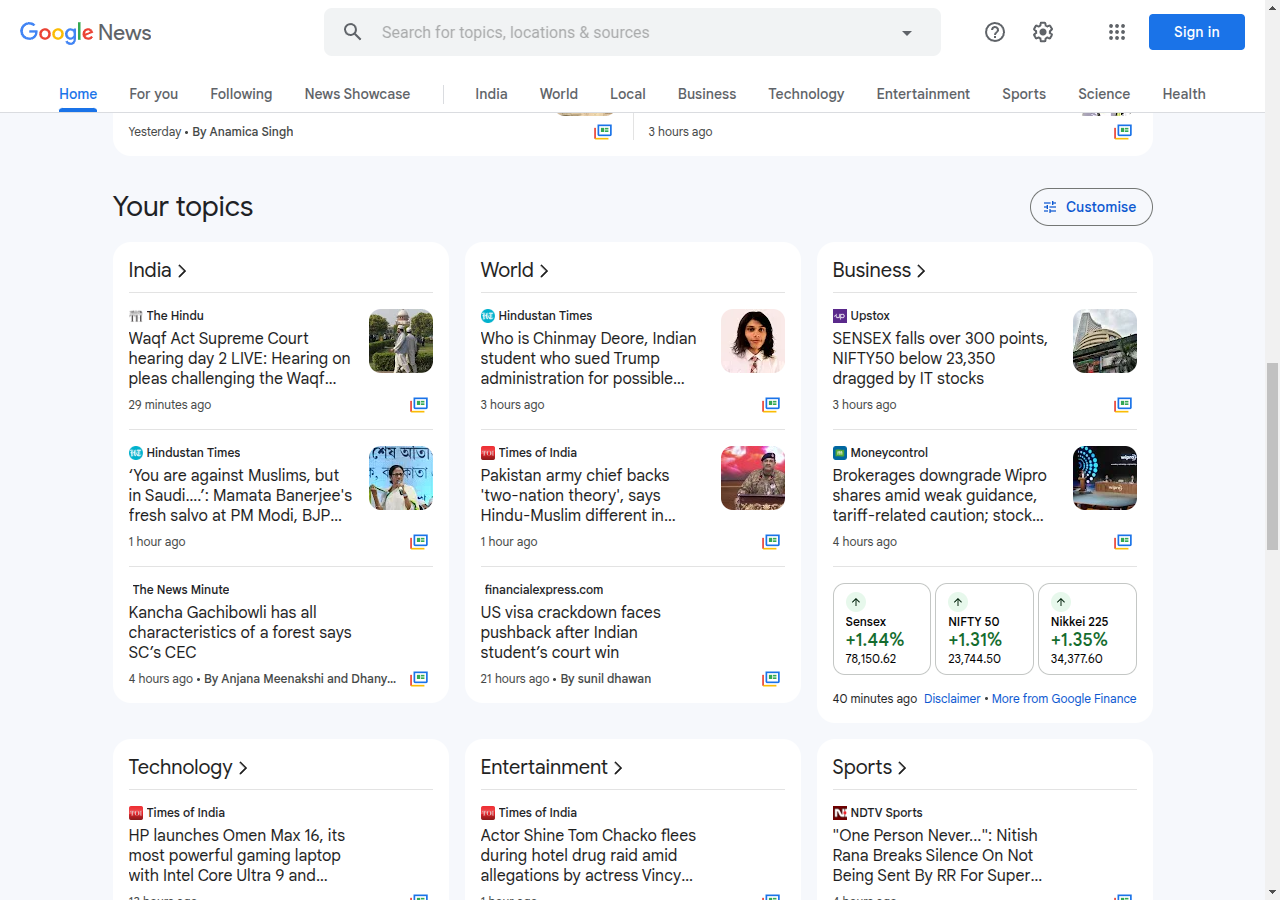 Google News
Search for topics, locations & sources
Sign in
Home
For you
Following
News Showcase
India
World
Local
Business
Technology
Entertainment
Sports
Science
Health
Yesterday • By Anamica Singh
3 hours ago
Your topics
Customise
India
The Hindu
Waqf Act Supreme Court
hearing day 2 LIVE: Hearing on
pleas challenging the Waqf...
29 minutes ago
Hindustan Times
‘You are against Muslims, but
in Saudi....’: Mamata Banerjee's
fresh salvo at PM Modi, BJP...
1 hour ago
The News Minute
Kancha Gachibowli has all
characteristics of a forest says
SC’s CEC
4 hours ago • By Anjana Meenakshi and Dhany...
World
Hindustan Times
Who is Chinmay Deore, Indian
student who sued Trump
administration for possible...
3 hours ago
Times of India
Pakistan army chief backs
'two-nation theory', says
Hindu-Muslim different in...
1 hour ago
financialexpress.com
US visa crackdown faces
pushback after Indian
student’s court win
21 hours ago • By sunil dhawan
Business
Upstox
SENSEX falls over 300 points,
NIFTY50 below 23,350
dragged by IT stocks
3 hours ago
Moneycontrol
Brokerages downgrade Wipro
shares amid weak guidance,
tariff-related caution; stock...
4 hours ago
Sensex
+1.44%
78,150.62
NIFTY 50
+1.31%
23,744.50
Nikkei 225
+1.35%
34,377.60
40 minutes ago Disclaimer • More from Google Finance
Technology
Times of India
HP launches Omen Max 16, its
most powerful gaming laptop
with Intel Core Ultra 9 and...
Entertainment
Times of India
Actor Shine Tom Chacko flees
during hotel drug raid amid
allegations by actress Vincy...
Sports
NDTV Sports
"One Person Never...": Nitish
Rana Breaks Silence On Not
Being Sent By RR For Super...